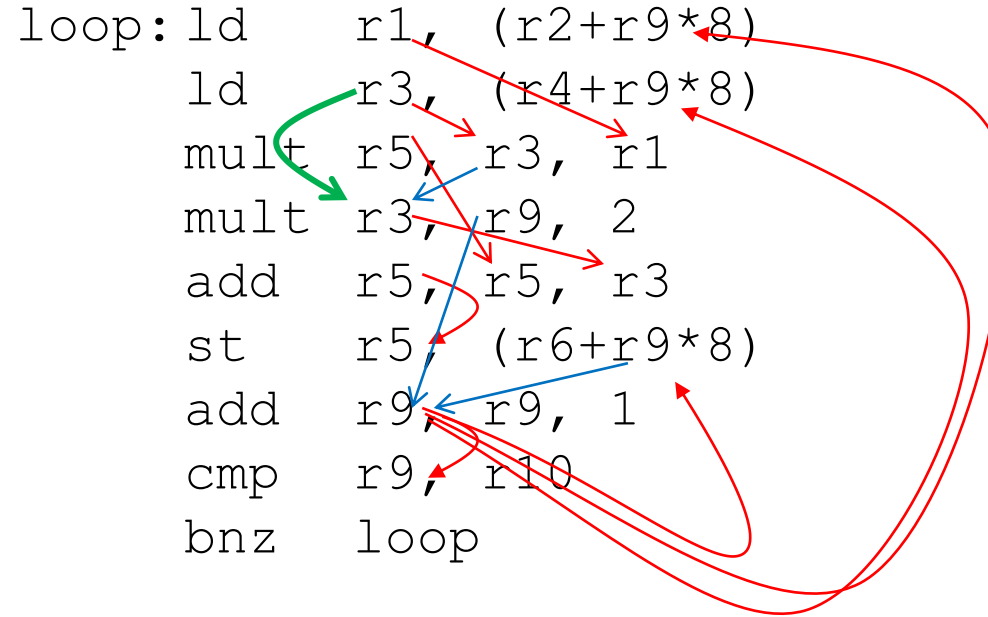 loop: ld r1, (r2+r9*8)
ld r3, (r4+r9*8)
mult r5, r3, r1
mult r3, r9, 2
add r5, r5, r3
st r5, (r6+r9*8)
add r9, r9, 1
cmp r9, r10
bnz loop